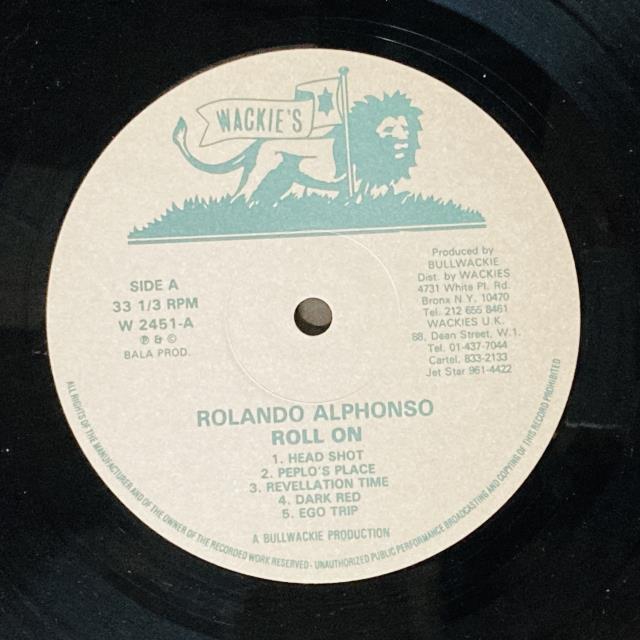 WACKIE'S
SIDE A
33 1/3 RPM
W 2451-A
℗ & ©
BALA PROD.
Produced by
BULLWACKIE
Dist. by WACKIES
4731 White Pl. Rd.
Bronx N.Y. 10470
Tel. 212 655 8461
WACKIES U.K.
68, Dean Street, W.1.
Tel. 01-437-7044
Cartel. 833-2133
Jet Star 961-4422
ROLANDO ALPHONSO
ROLL ON
1. HEAD SHOT
2. PEPLO'S PLACE
3. REVELLATION TIME
4. DARK RED
5. EGO TRIP
A BULLWACKIE PRODUCTION
ALL RIGHTS OF THE MANUFACTURER AND OF THE OWNER OF THE RECORDED WORK RESERVED · UNAUTHORIZED PUBLIC PERFORMANCE BROADCASTING AND COPYING OF THIS RECORD PROHIBITED